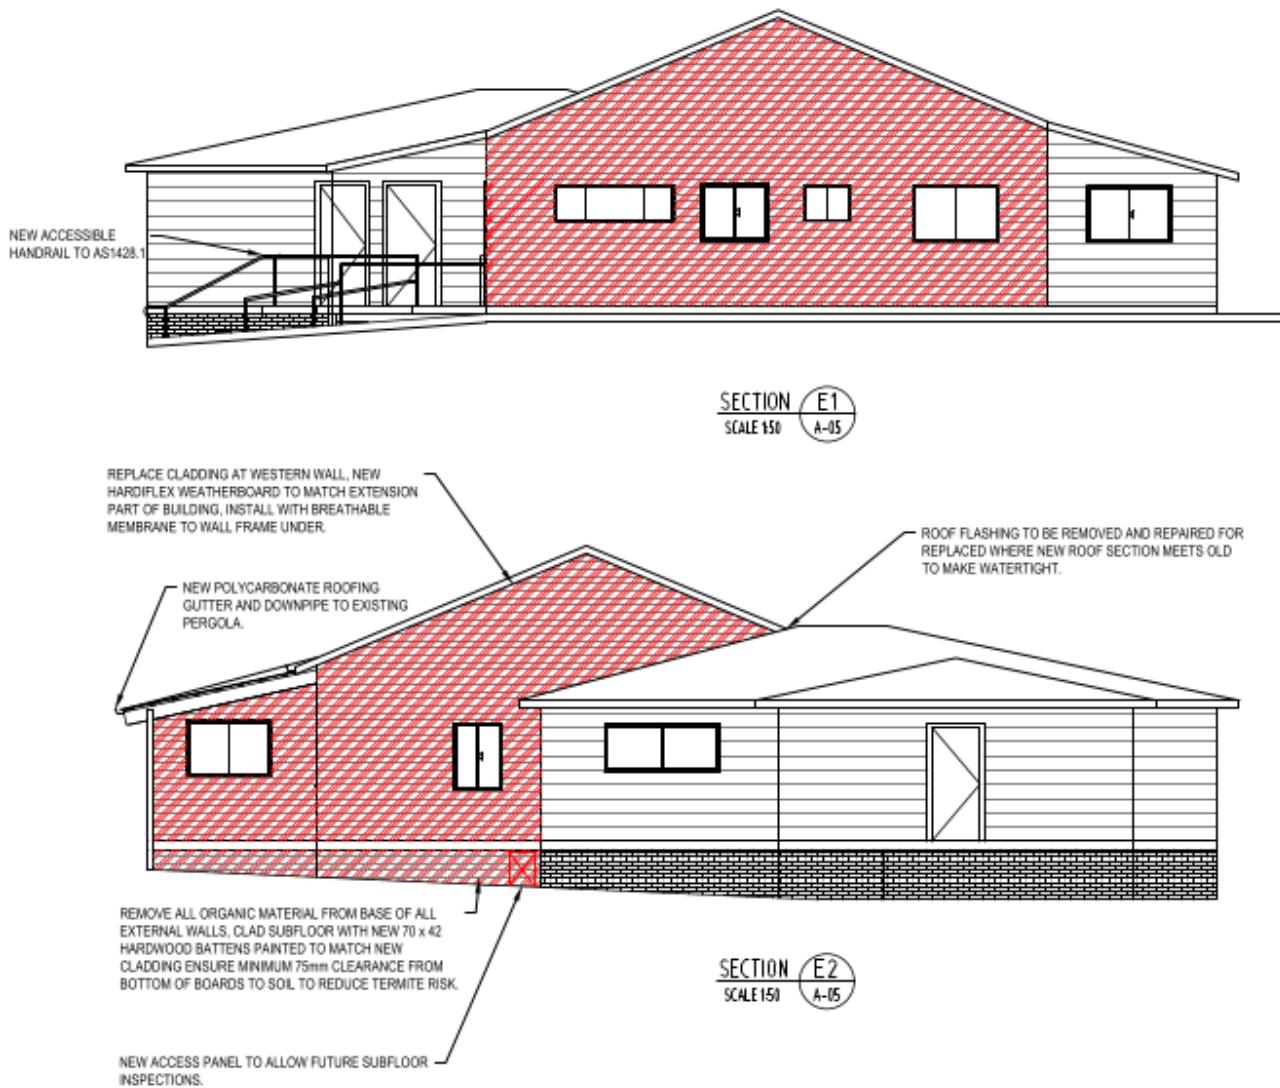 NEW ACCESSIBLE
HANDRAIL TO AS1428.1
SECTION E1
SCALE 1:50 A-05
REPLACE CLADDING AT WESTERN WALL, NEW
HARDIFLEX WEATHERBOARD TO MATCH EXTENSION
PART OF BUILDING, INSTALL WITH BREATHABLE
MEMBRANE TO WALL FRAME UNDER.
ROOF FLASHING TO BE REMOVED AND REPAIRED FOR
REPLACED WHERE NEW ROOF SECTION MEETS OLD
TO MAKE WATERTIGHT.
NEW POLYCARBONATE ROOFING
GUTTER AND DOWNPIPE TO EXISTING
PERGOLA.
REMOVE ALL ORGANIC MATERIAL FROM BASE OF ALL
EXTERNAL WALLS, CLAD SUBFLOOR WITH NEW 70 x 42
HARDWOOD BATTENS PAINTED TO MATCH NEW
CLADDING ENSURE MINIMUM 75mm CLEARANCE FROM
BOTTOM OF BOARDS TO SOIL TO REDUCE TERMITE RISK.
SECTION E2
SCALE 1:50 A-05
NEW ACCESS PANEL TO ALLOW FUTURE SUBFLOOR
INSPECTIONS.